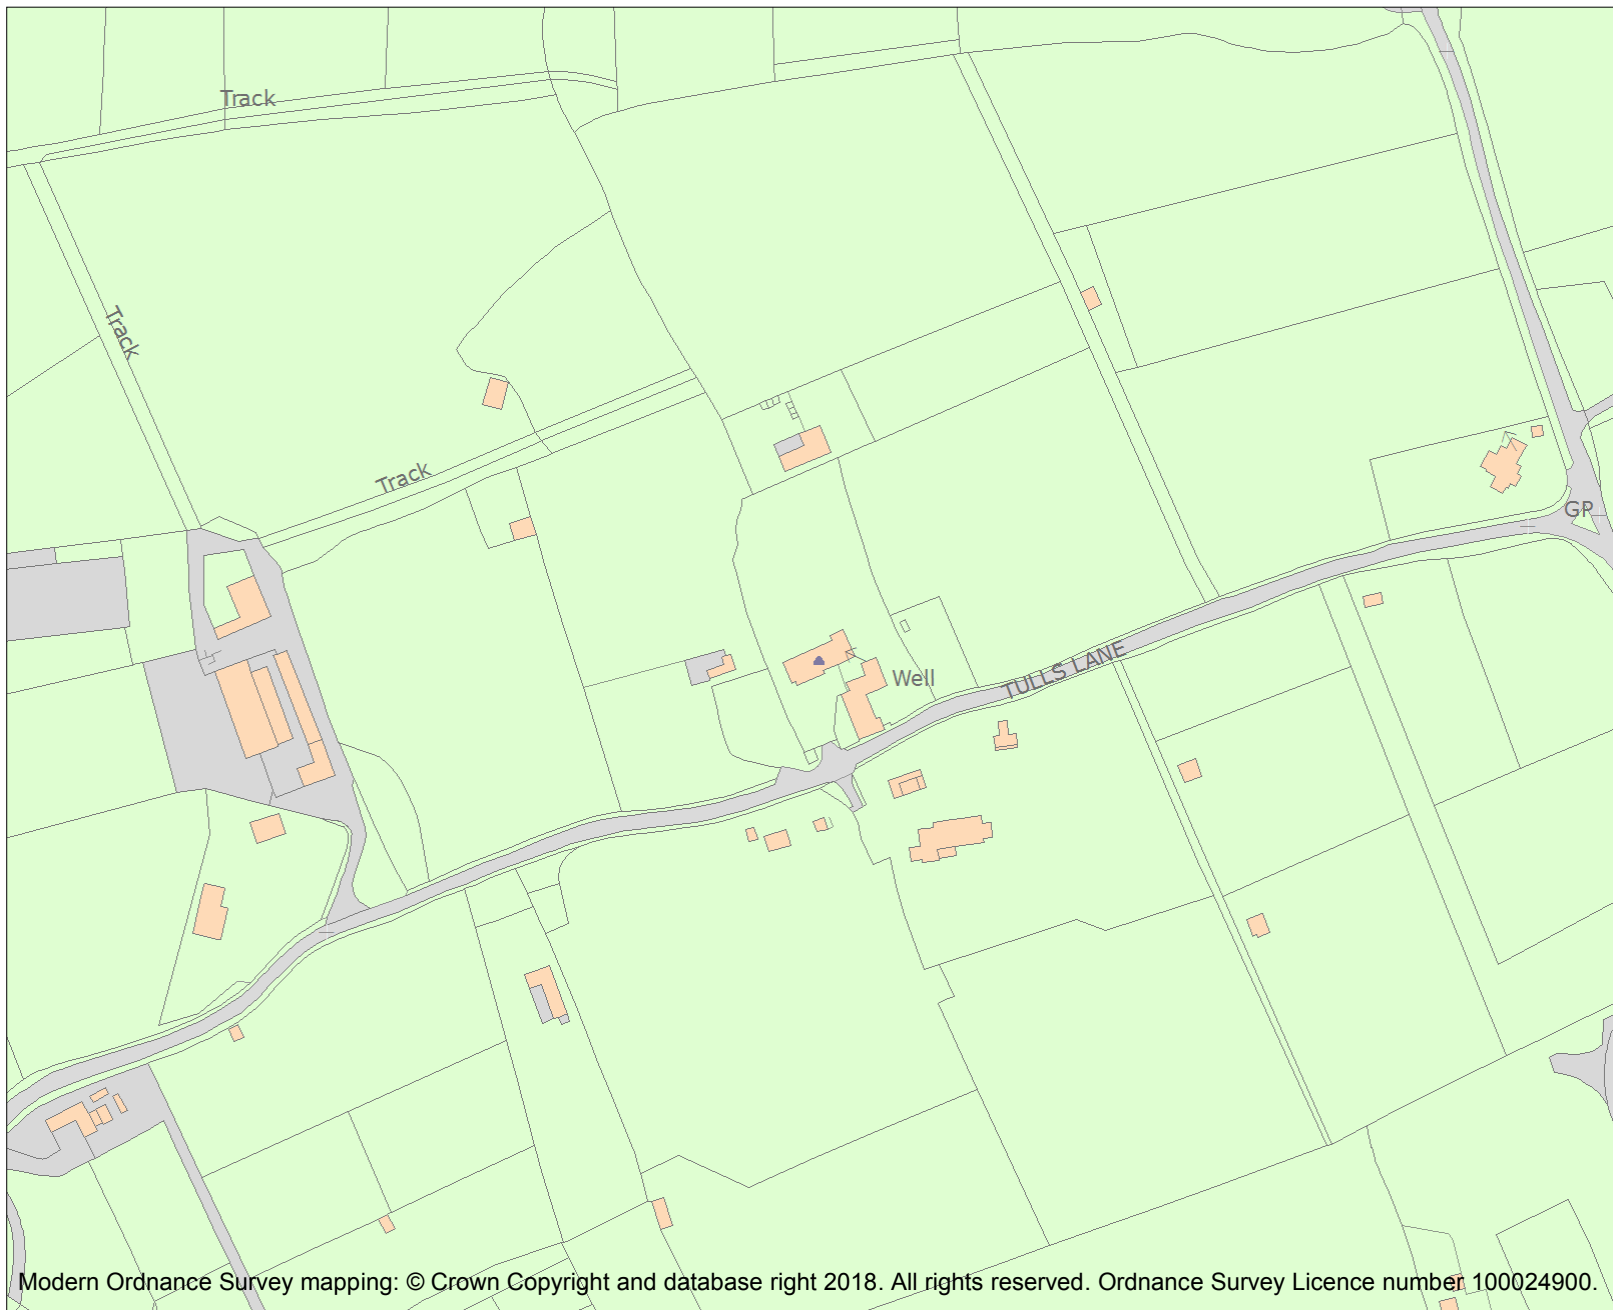 Track
Track
Track
GP
TULLS LANE
Well
Modern Ordnance Survey mapping: © Crown Copyright and database right 2018. All rights reserved. Ordnance Survey Licence number 100024900.